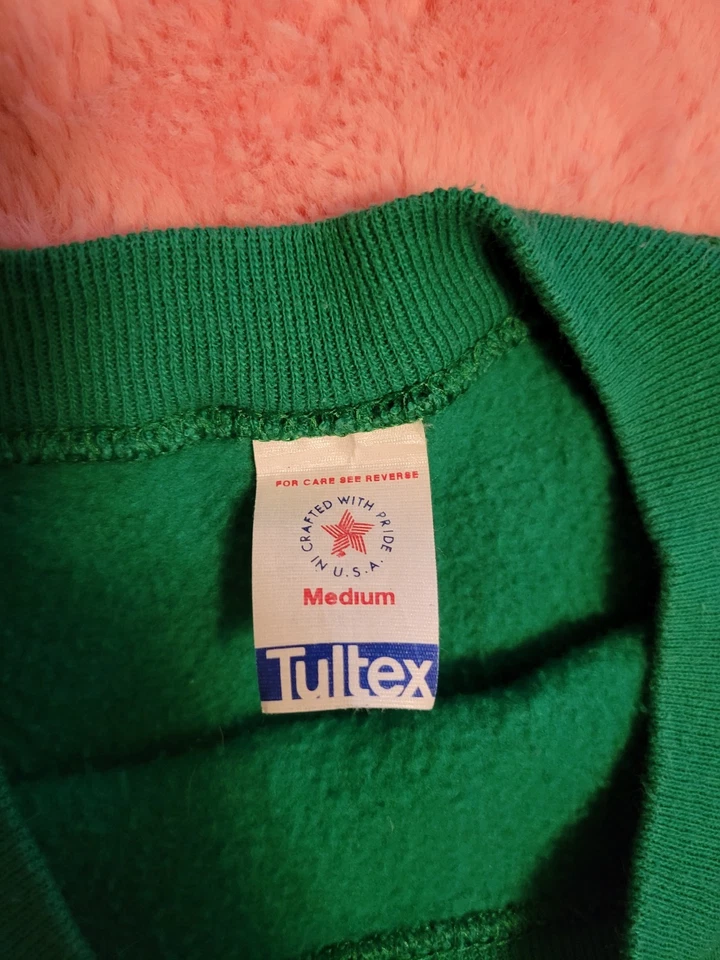 FOR CARE SEE REVERSE
CRAFTED WITH PRIDE
IN U.S.A.
Medium
Tultex